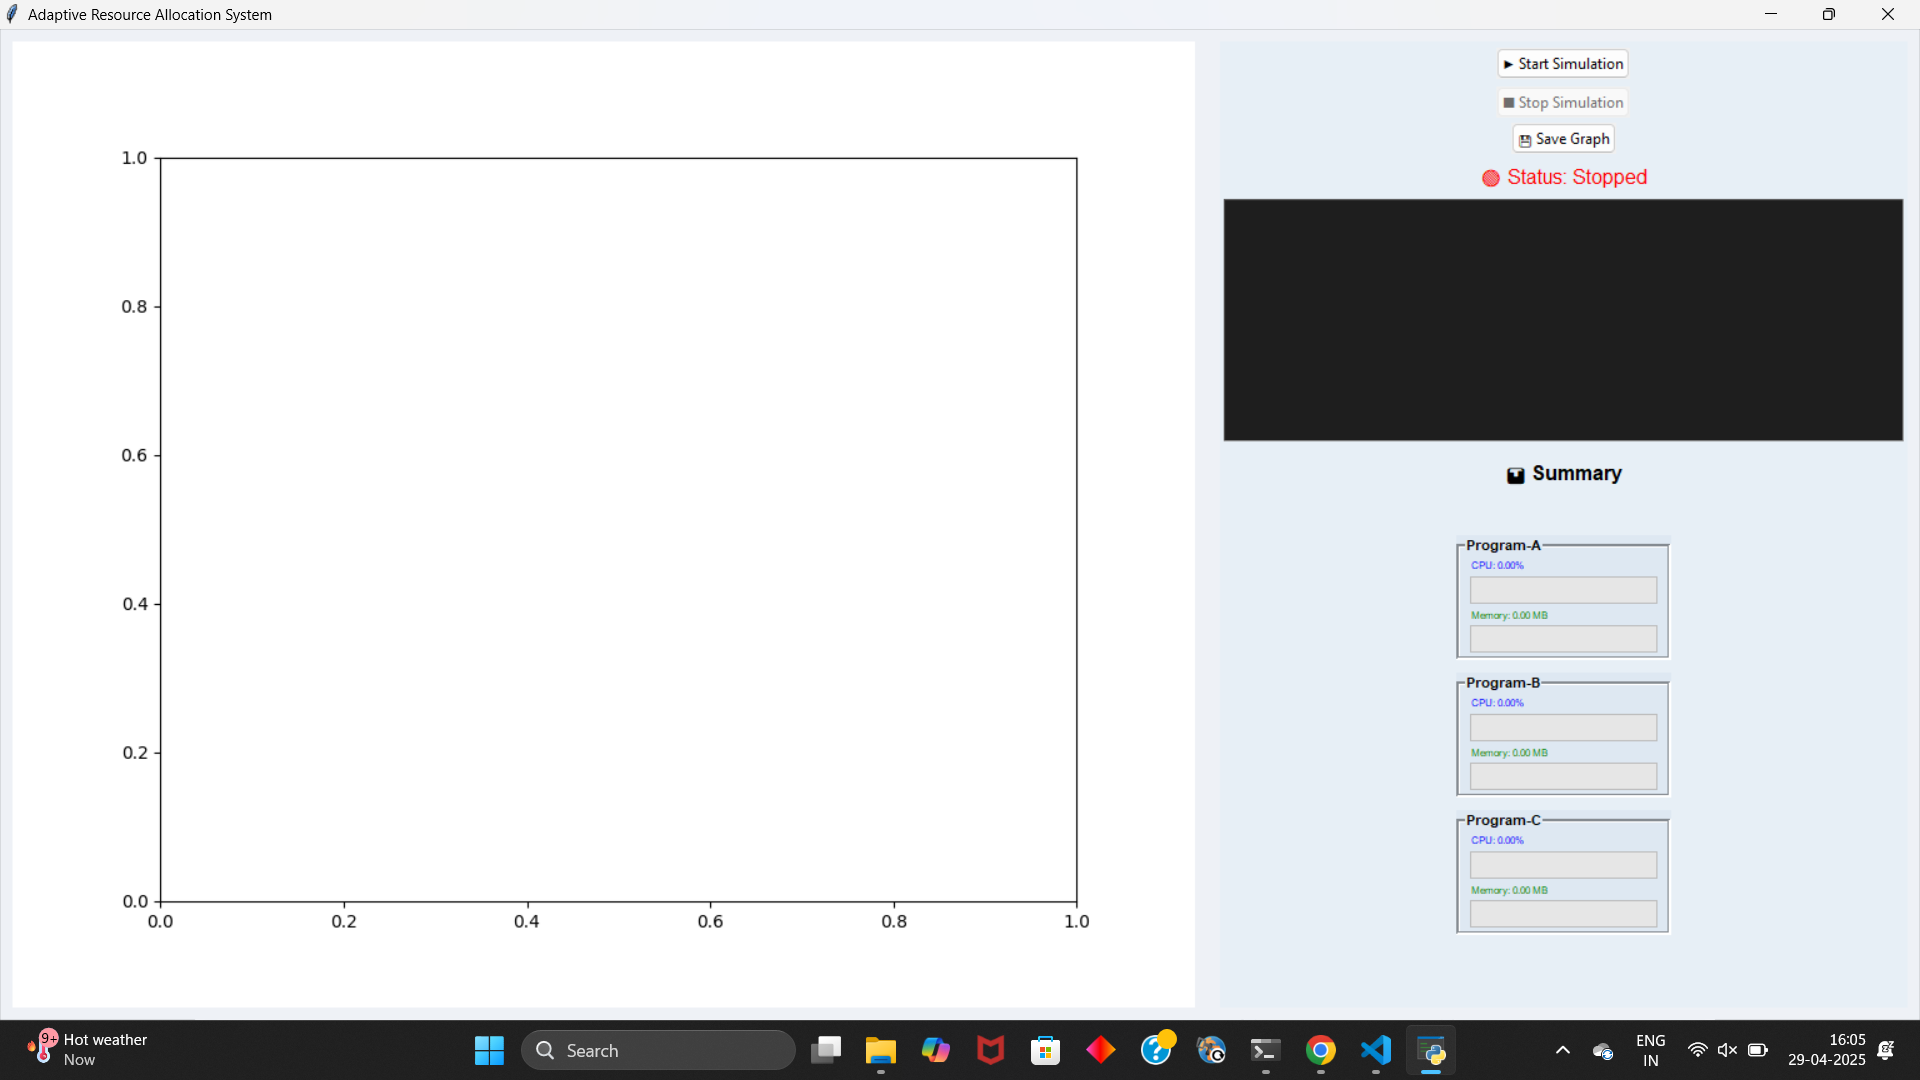 Adaptive Resource Allocation System
▶ Start Simulation
■ Stop Simulation
💾 Save Graph
🔴 Status: Stopped
1.0
0.8
0.6
0.4
0.2
0.0
0.0 0.2 0.4 0.6 0.8 1.0
Summary
Program-A
CPU: 0.00%
Memory: 0.00 MB
Program-B
CPU: 0.00%
Memory: 0.00 MB
Program-C
CPU: 0.00%
Memory: 0.00 MB
9+
Hot weather
Now
Search
ENG
IN
16:05
29-04-2025